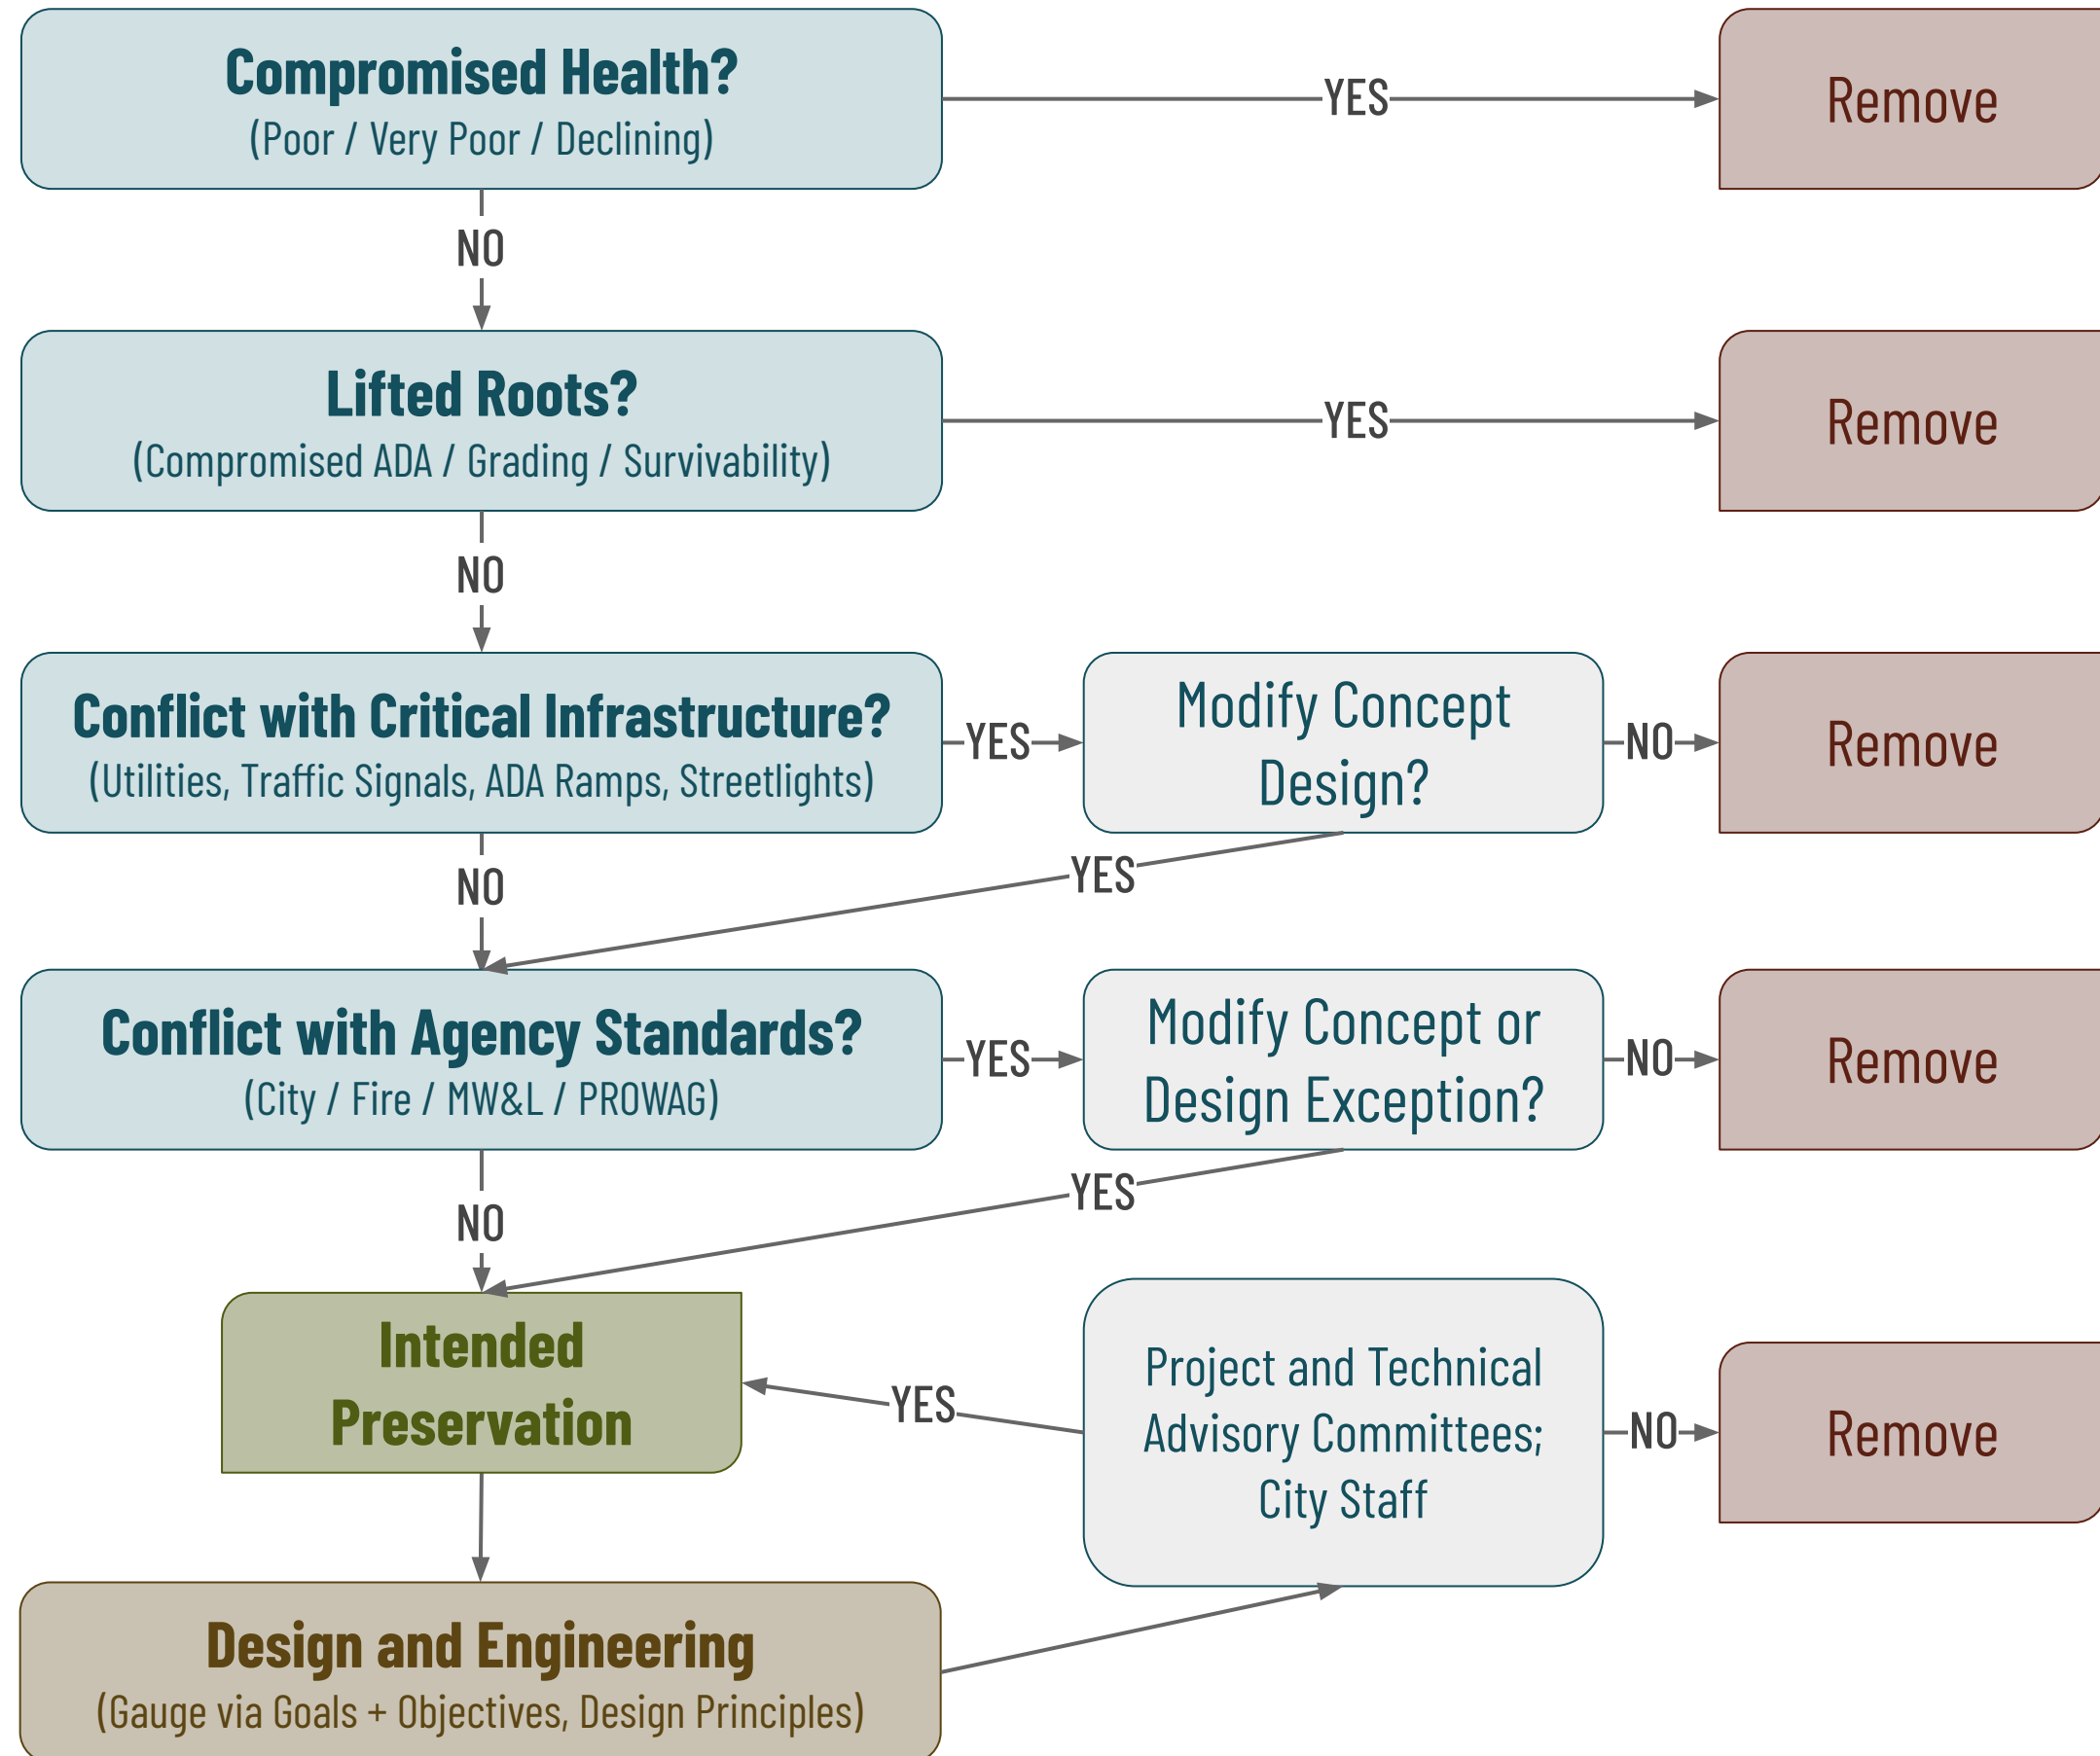 Compromised Health?
(Poor / Very Poor / Declining)
YES
Remove
NO
Lifted Roots?
(Compromised ADA / Grading / Survivability)
YES
Remove
NO
Conflict with Critical Infrastructure?
(Utilities, Traffic Signals, ADA Ramps, Streetlights)
YES
Modify Concept
Design?
NO
Remove
NO
YES
Conflict with Agency Standards?
(City / Fire / MW&L / PROWAG)
YES
Modify Concept or
Design Exception?
NO
Remove
NO
YES
Intended
Preservation
YES
Project and Technical
Advisory Committees;
City Staff
NO
Remove
Design and Engineering
(Gauge via Goals + Objectives, Design Principles)